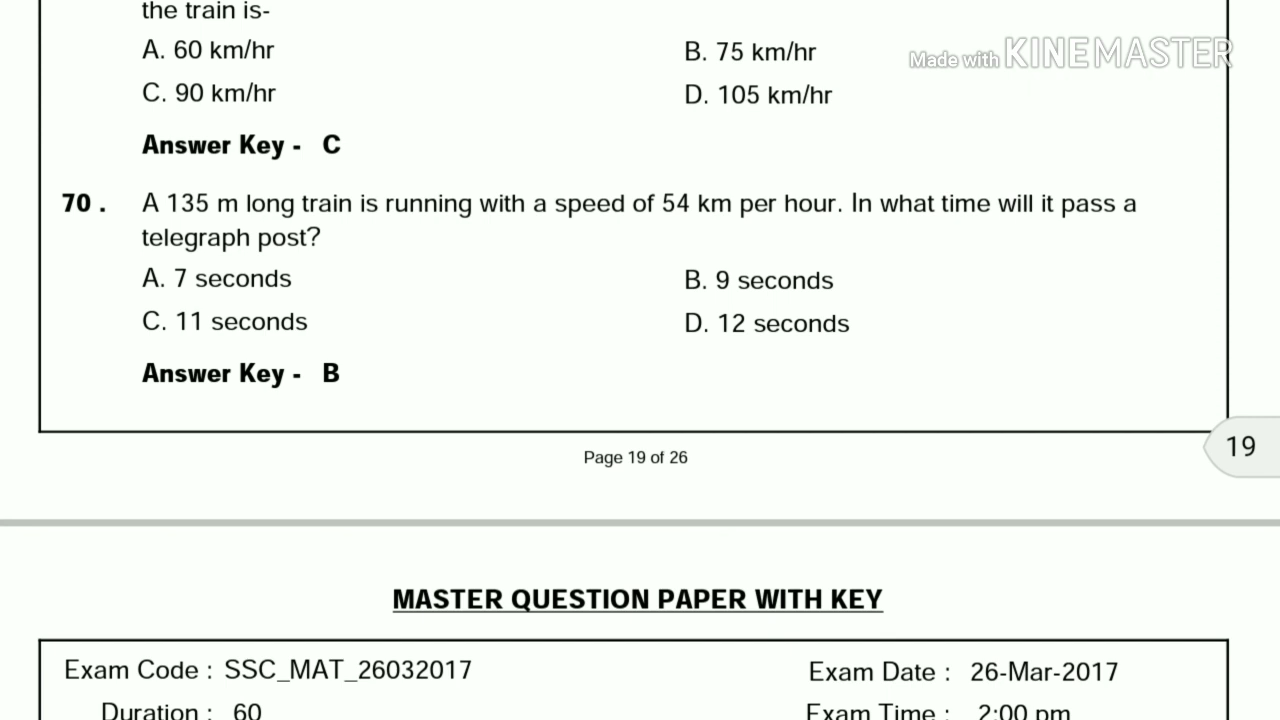 the train is-
A. 60 km/hr
B. 75 km/hr
Made with KINEMASTER
C. 90 km/hr
D. 105 km/hr
Answer Key - C
70 . A 135 m long train is running with a speed of 54 km per hour. In what time will it pass a
telegraph post?
A. 7 seconds
B. 9 seconds
C. 11 seconds
D. 12 seconds
Answer Key - B
19
Page 19 of 26
MASTER QUESTION PAPER WITH KEY
Exam Code : SSC_MAT_26032017
Exam Date : 26-Mar-2017
Duration : 60
Exam Time : 2:00 pm